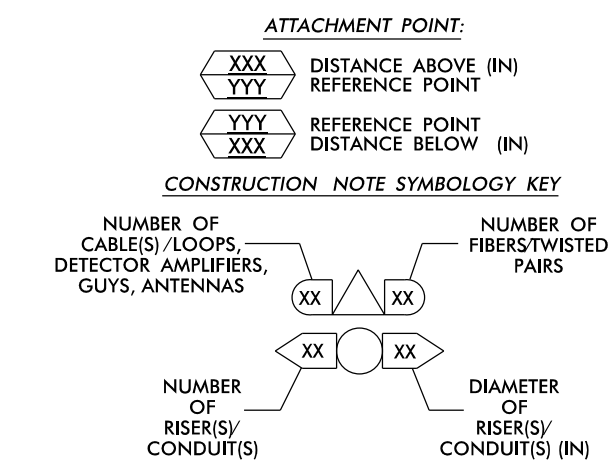 ATTACHMENT POINT:
XXX
YYY
DISTANCE ABOVE (IN)
REFERENCE POINT
YYY
XXX
REFERENCE POINT
DISTANCE BELOW (IN)
CONSTRUCTION NOTE SYMBOLOGY KEY
NUMBER OF
CABLE(S)/LOOPS,
DETECTOR AMPLIFIERS,
GUYS, ANTENNAS
NUMBER OF
FIBERS/TWISTED
PAIRS
XX
XX
XX
XX
NUMBER
OF
RISER(S)/
CONDUIT(S)
DIAMETER
OF
RISER(S)/
CONDUIT(S) (IN)